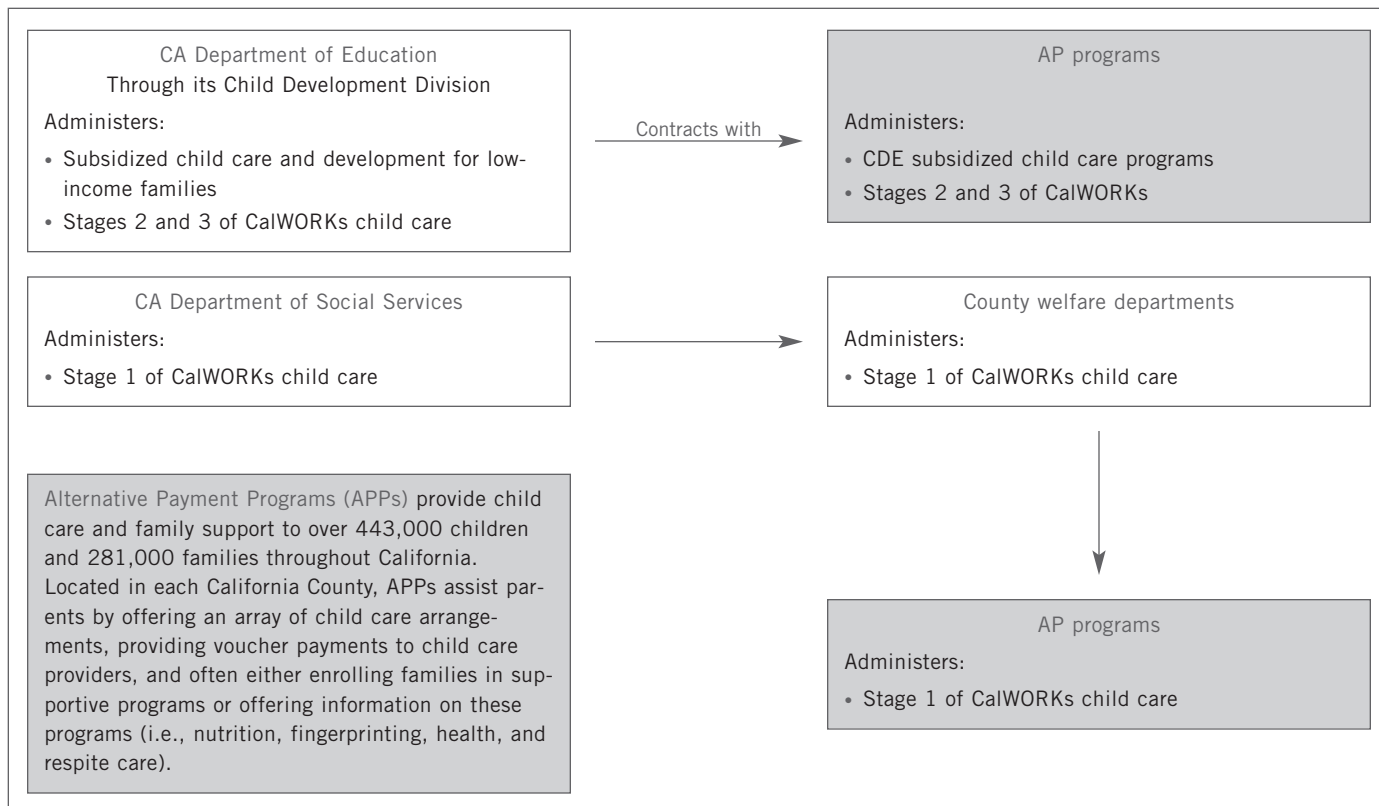 CA Department of Education
Through its Child Development Division
Administers:
• Subsidized child care and development for low-
income families
• Stages 2 and 3 of CalWORKs child care
Contracts with
AP programs
Administers:
• CDE subsidized child care programs
• Stages 2 and 3 of CalWORKs
CA Department of Social Services
Administers:
• Stage 1 of CalWORKs child care
County welfare departments
Administers:
• Stage 1 of CalWORKs child care
Alternative Payment Programs (APPs) provide child
care and family support to over 443,000 children
and 281,000 families throughout California.
Located in each California County, APPs assist par-
ents by offering an array of child care arrange-
ments, providing voucher payments to child care
providers, and often either enrolling families in sup-
portive programs or offering information on these
programs (i.e., nutrition, fingerprinting, health, and
respite care).
AP programs
Administers:
• Stage 1 of CalWORKs child care